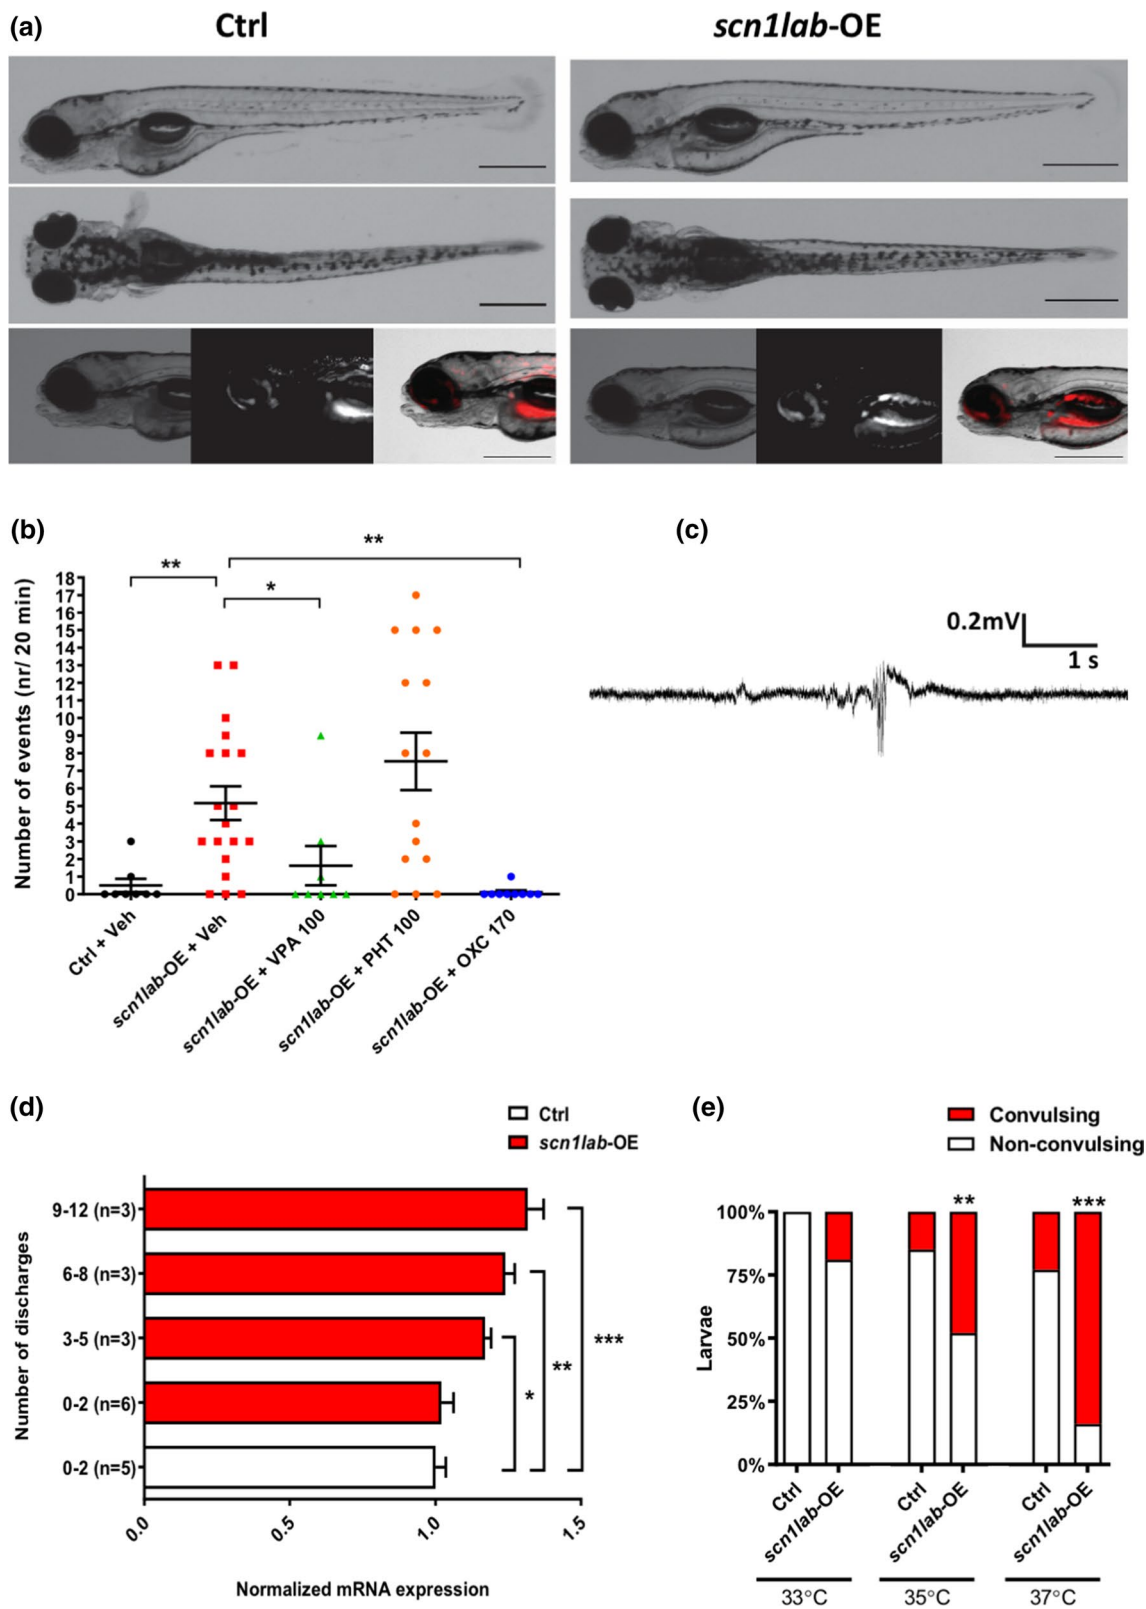 (a)
Ctrl
scn1lab-OE
(b)
**
**
*
Number of events (nr/ 20 min)
18
17
16
15
14
13
12
11
10
9
8
7
6
5
4
3
2
1
0
Ctrl + Veh
scn1lab-OE + Veh
scn1lab-OE + VPA 100
scn1lab-OE + PHT 100
scn1lab-OE + OXC 170
(c)
0.2mV
1 s
(d)
Ctrl
scn1lab-OE
Number of discharges
9-12 (n=3)
6-8 (n=3)
3-5 (n=3)
0-2 (n=6)
0-2 (n=5)
*
**
***
0.0
0.5
1.0
1.5
Normalized mRNA expression
(e)
Convulsing
Non-convulsing
Larvae
100%
75%
50%
25%
0%
**
***
Ctrl
scn1lab-OE
Ctrl
scn1lab-OE
Ctrl
scn1lab-OE
33°C
35°C
37°C